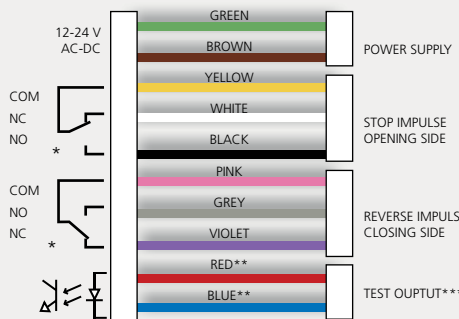 12-24 V
AC-DC
GREEN
BROWN
POWER SUPPLY
COM
NC
NO
*
YELLOW
WHITE
BLACK
STOP IMPULSE
OPENING SIDE
COM
NO
NC
*
PINK
GREY
VIOLET
REVERSE IMPULS
CLOSING SIDE
RED**
BLUE**
TEST OUPTUT***